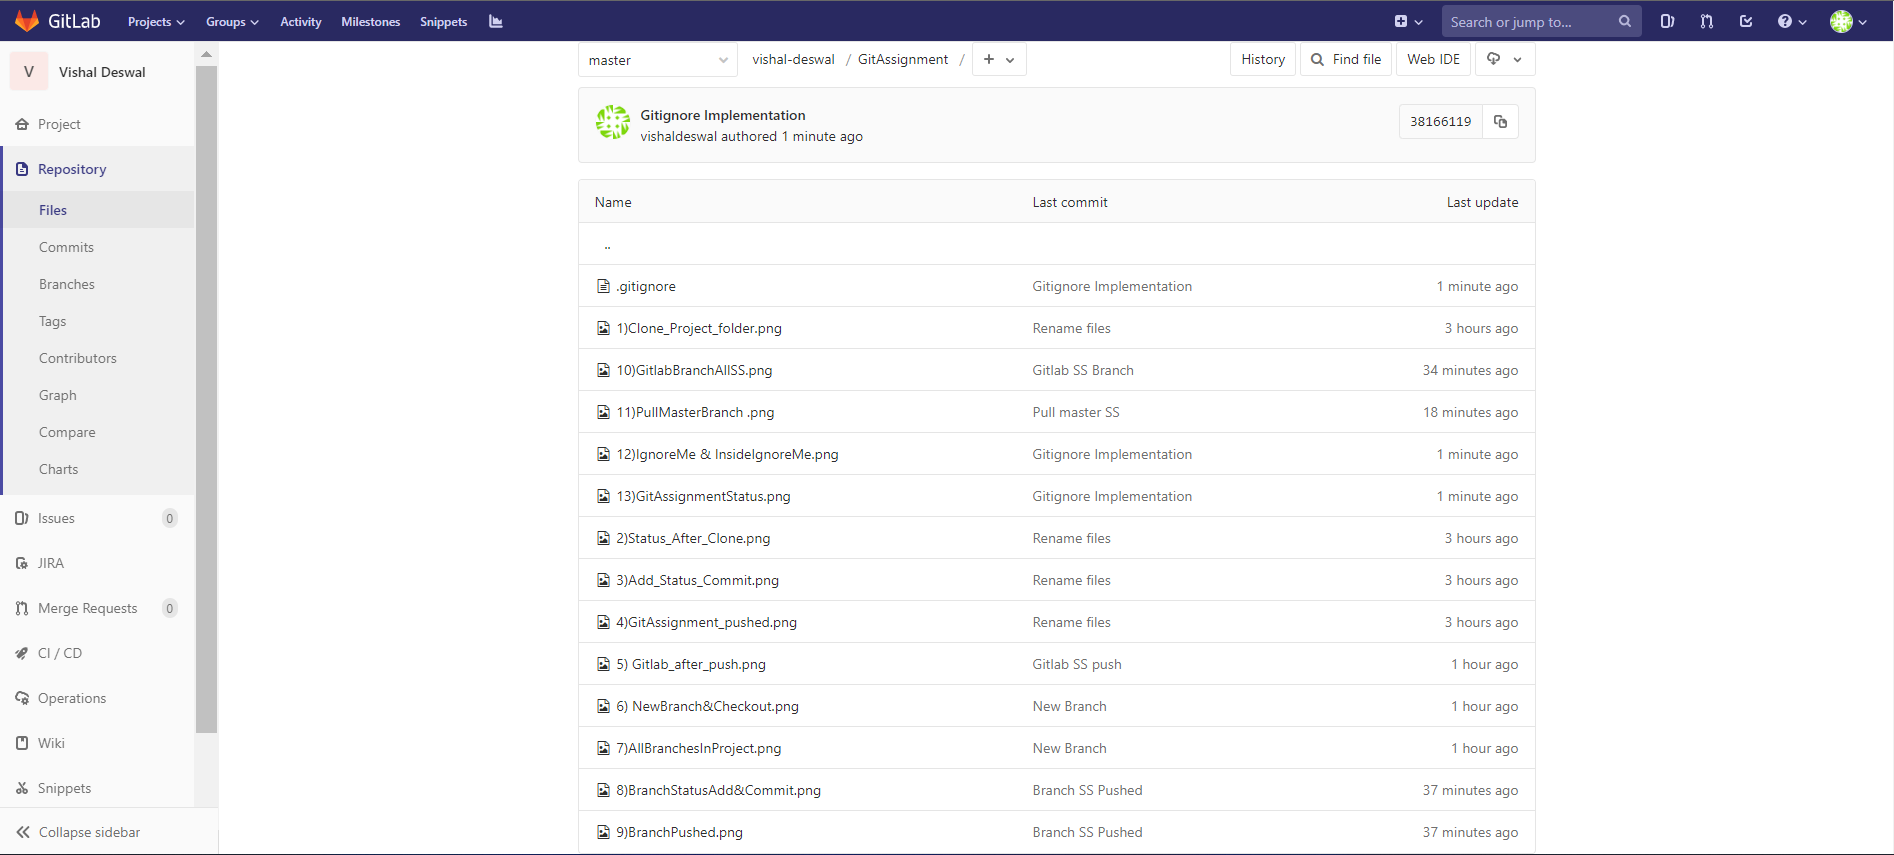 GitLab Projects Groups Activity Milestones Snippets Search or jump to...
V Vishal Deswal
Project
Repository
Files
Commits
Branches
Tags
Contributors
Graph
Compare
Charts
Issues 0
JIRA
Merge Requests 0
CI / CD
Operations
Wiki
Snippets
Collapse sidebar
master vishal-deswal / GitAssignment / + History Find file Web IDE
Gitignore Implementation
vishaldeswal authored 1 minute ago
38166119
Name Last commit Last update
..
.gitignore Gitignore Implementation 1 minute ago
1)Clone_Project_folder.png Rename files 3 hours ago
10)GitlabBranchAllSS.png Gitlab SS Branch 34 minutes ago
11)PullMasterBranch .png Pull master SS 18 minutes ago
12)IgnoreMe & InsideIgnoreMe.png Gitignore Implementation 1 minute ago
13)GitAssignmentStatus.png Gitignore Implementation 1 minute ago
2)Status_After_Clone.png Rename files 3 hours ago
3)Add_Status_Commit.png Rename files 3 hours ago
4)GitAssignment_pushed.png Rename files 3 hours ago
5) Gitlab_after_push.png Gitlab SS push 1 hour ago
6) NewBranch&Checkout.png New Branch 1 hour ago
7)AllBranchesInProject.png New Branch 1 hour ago
8)BranchStatusAdd&Commit.png Branch SS Pushed 37 minutes ago
9)BranchPushed.png Branch SS Pushed 37 minutes ago